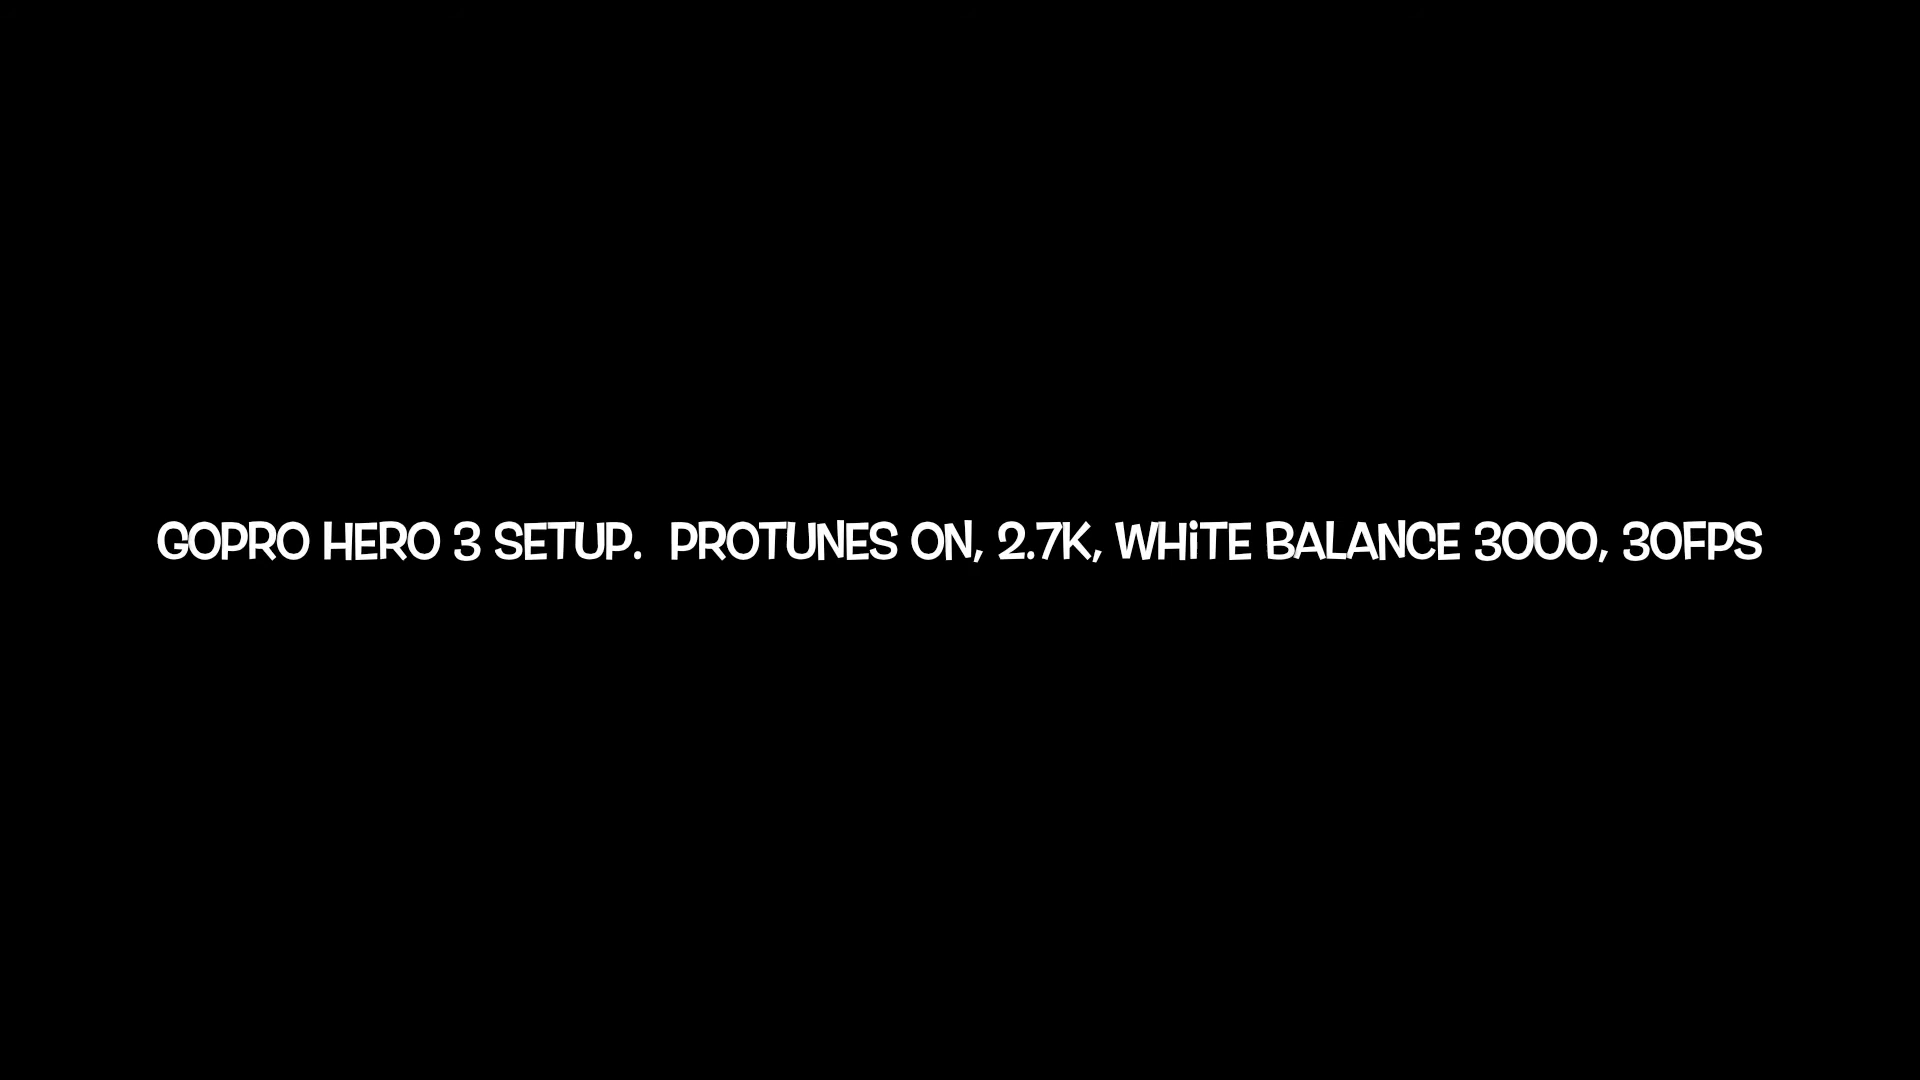 GOPRO HERO 3 SETUP.  PROTUNES ON, 2.7K, WHiTE BALANCE 3000, 30FPS